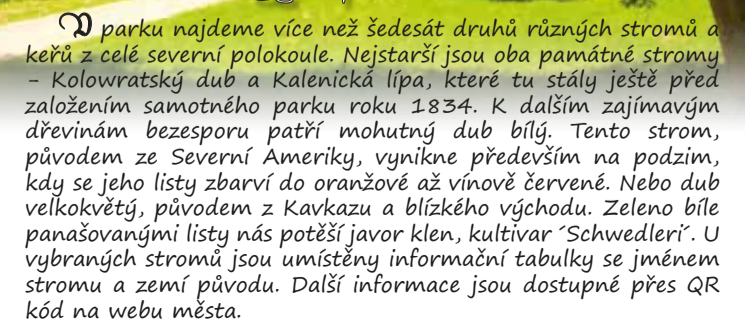 V parku najdeme více než šedesát druhů různých stromů a
keřů z celé severní polokoule. Nejstarší jsou oba památné stromy
- Kolowratský dub a Kalenická lípa, které tu stály ještě před
založením samotného parku roku 1834. K dalším zajímavým
dřevinám bezesporu patří mohutný dub bílý. Tento strom,
původem ze Severní Ameriky, vynikne především na podzim,
kdy se jeho listy zbarví do oranžové až vínově červené. Nebo dub
velkokvětý, původem z Kavkazu a blízkého východu. Zeleno bíle
panašovanými listy nás potěší javor klen, kultivar ´Schwedleri´. U
vybraných stromů jsou umístěny informační tabulky se jménem
stromu a zemí původu. Další informace jsou dostupné přes QR
kód na webu města.